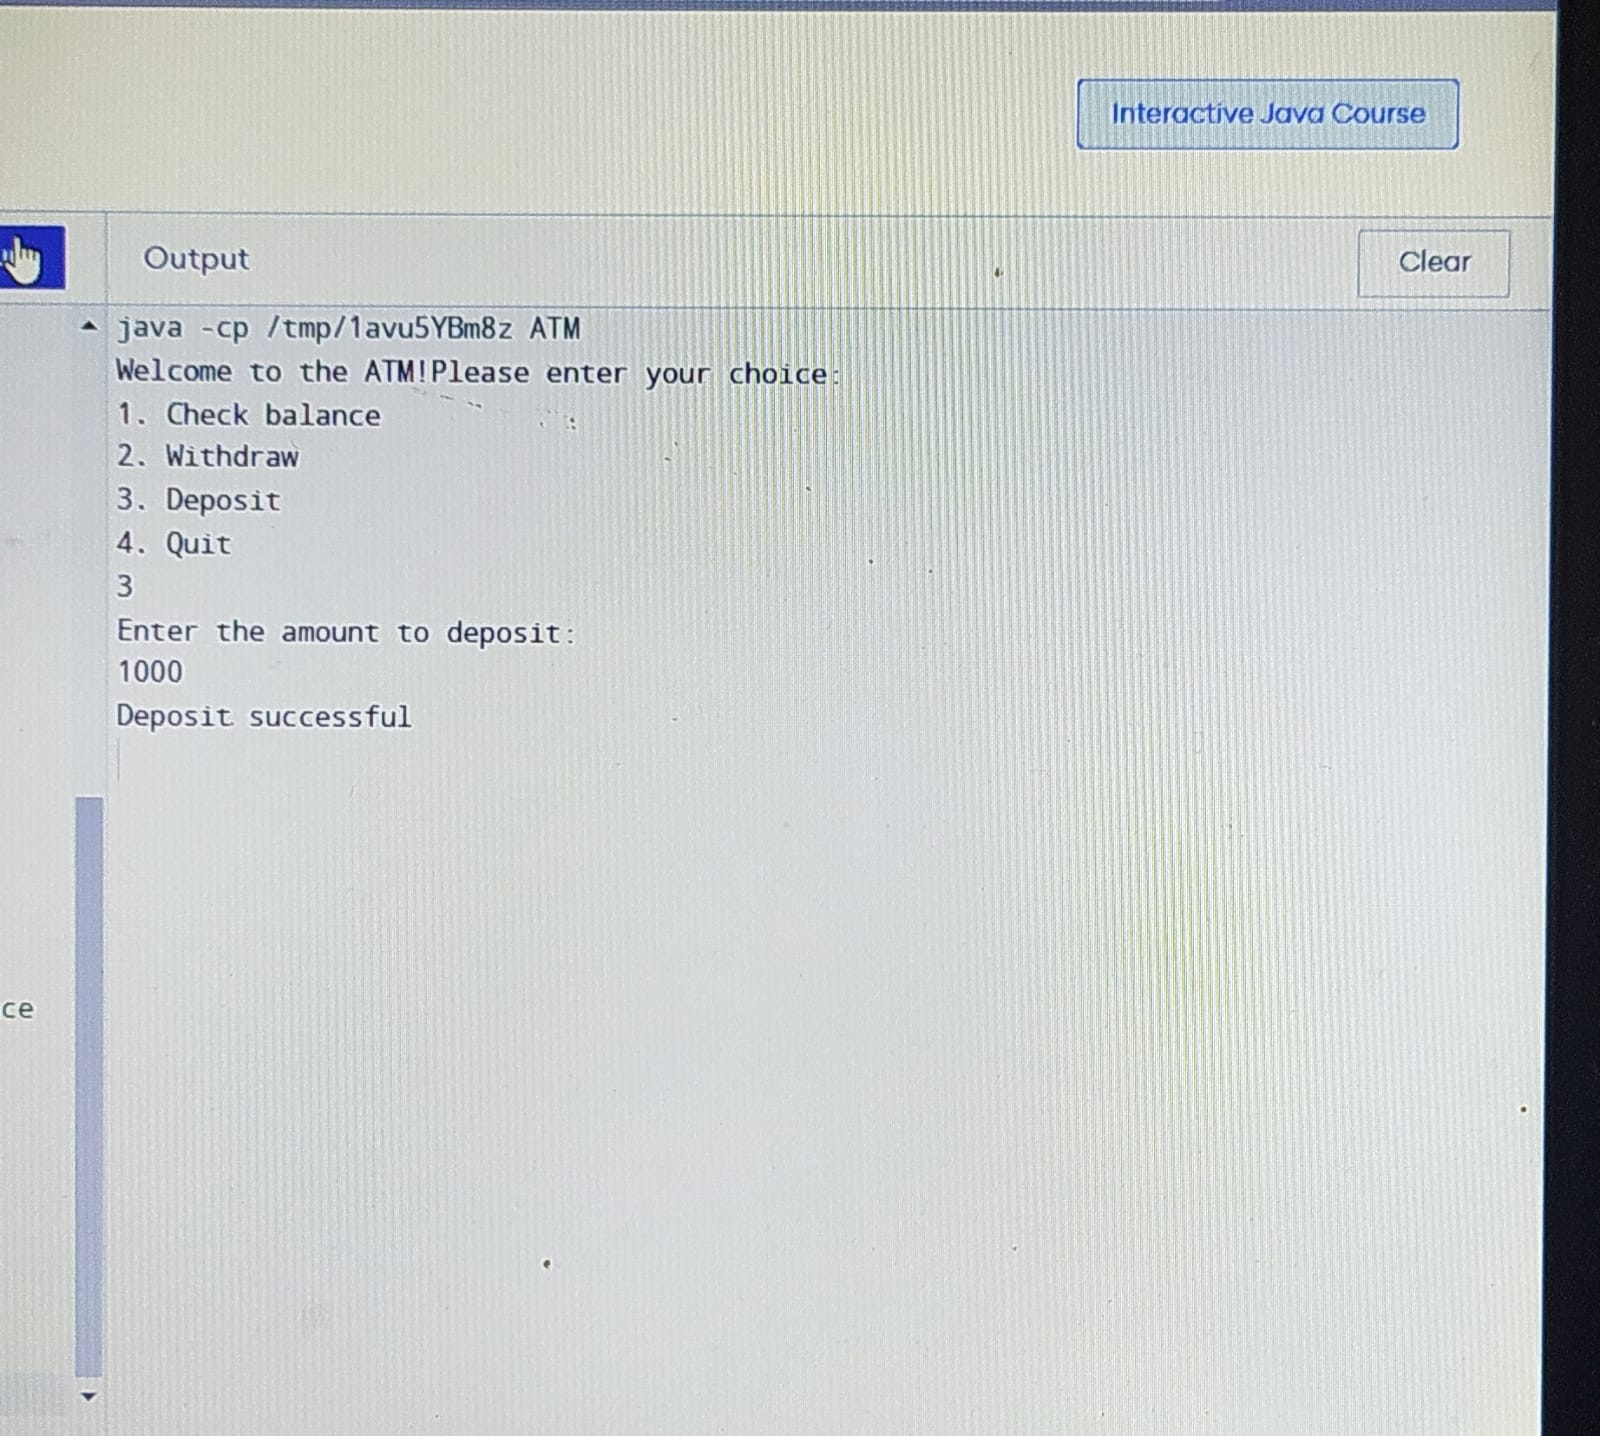 Interactive Java Course
Output
Clear
java -cp /tmp/1avu5YBm8z ATM
Welcome to the ATM!Please enter your choice:
1. Check balance
2. Withdraw
3. Deposit
4. Quit
3
Enter the amount to deposit:
1000
Deposit successful
ce